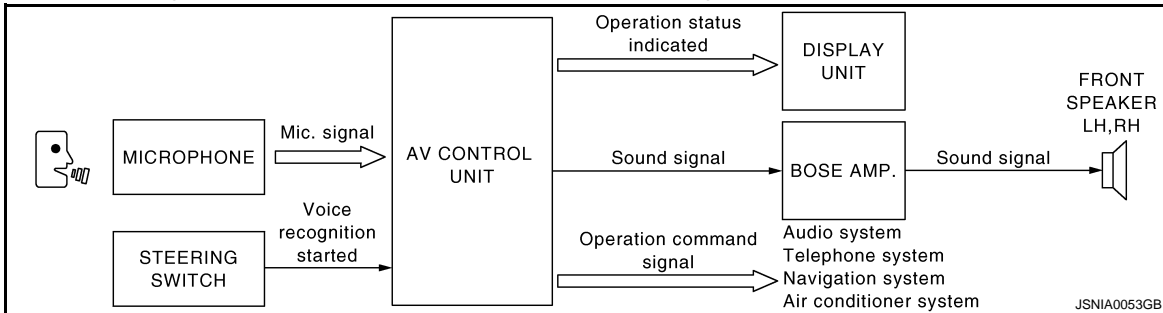 Operation status
indicated
DISPLAY
UNIT
FRONT
SPEAKER
LH,RH
MICROPHONE
Mic. signal
AV CONTROL
UNIT
Sound signal
BOSE AMP.
Sound signal
STEERING
SWITCH
Voice
recognition
started
Operation command
signal
Audio system
Telephone system
Navigation system
Air conditioner system
JSNIA0053GB